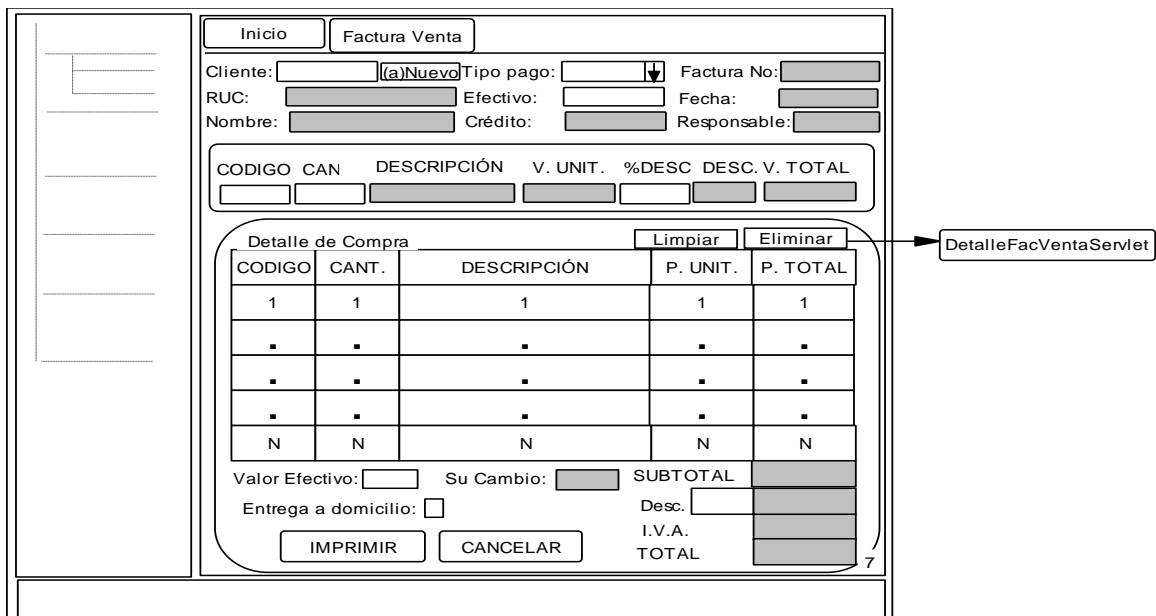 Inicio Factura Venta
Cliente: (a)Nuevo Tipo pago: Factura No:
RUC: Efectivo: Fecha:
Nombre: Crédito: Responsable:
CODIGO CAN DESCRIPCIÓN V. UNIT. %DESC DESC. V. TOTAL
Detalle de Compra Limpiar Eliminar DetalleFacVentaServlet
CODIGO CANT. DESCRIPCIÓN P. UNIT. P. TOTAL
1 1 1 1 1
. . . . .
. . . . .
. . . . .
N N N N N
Valor Efectivo: Su Cambio: SUBTOTAL
Entrega a domicilio: Desc.
I.V.A.
IMPRIMIR CANCELAR TOTAL
7